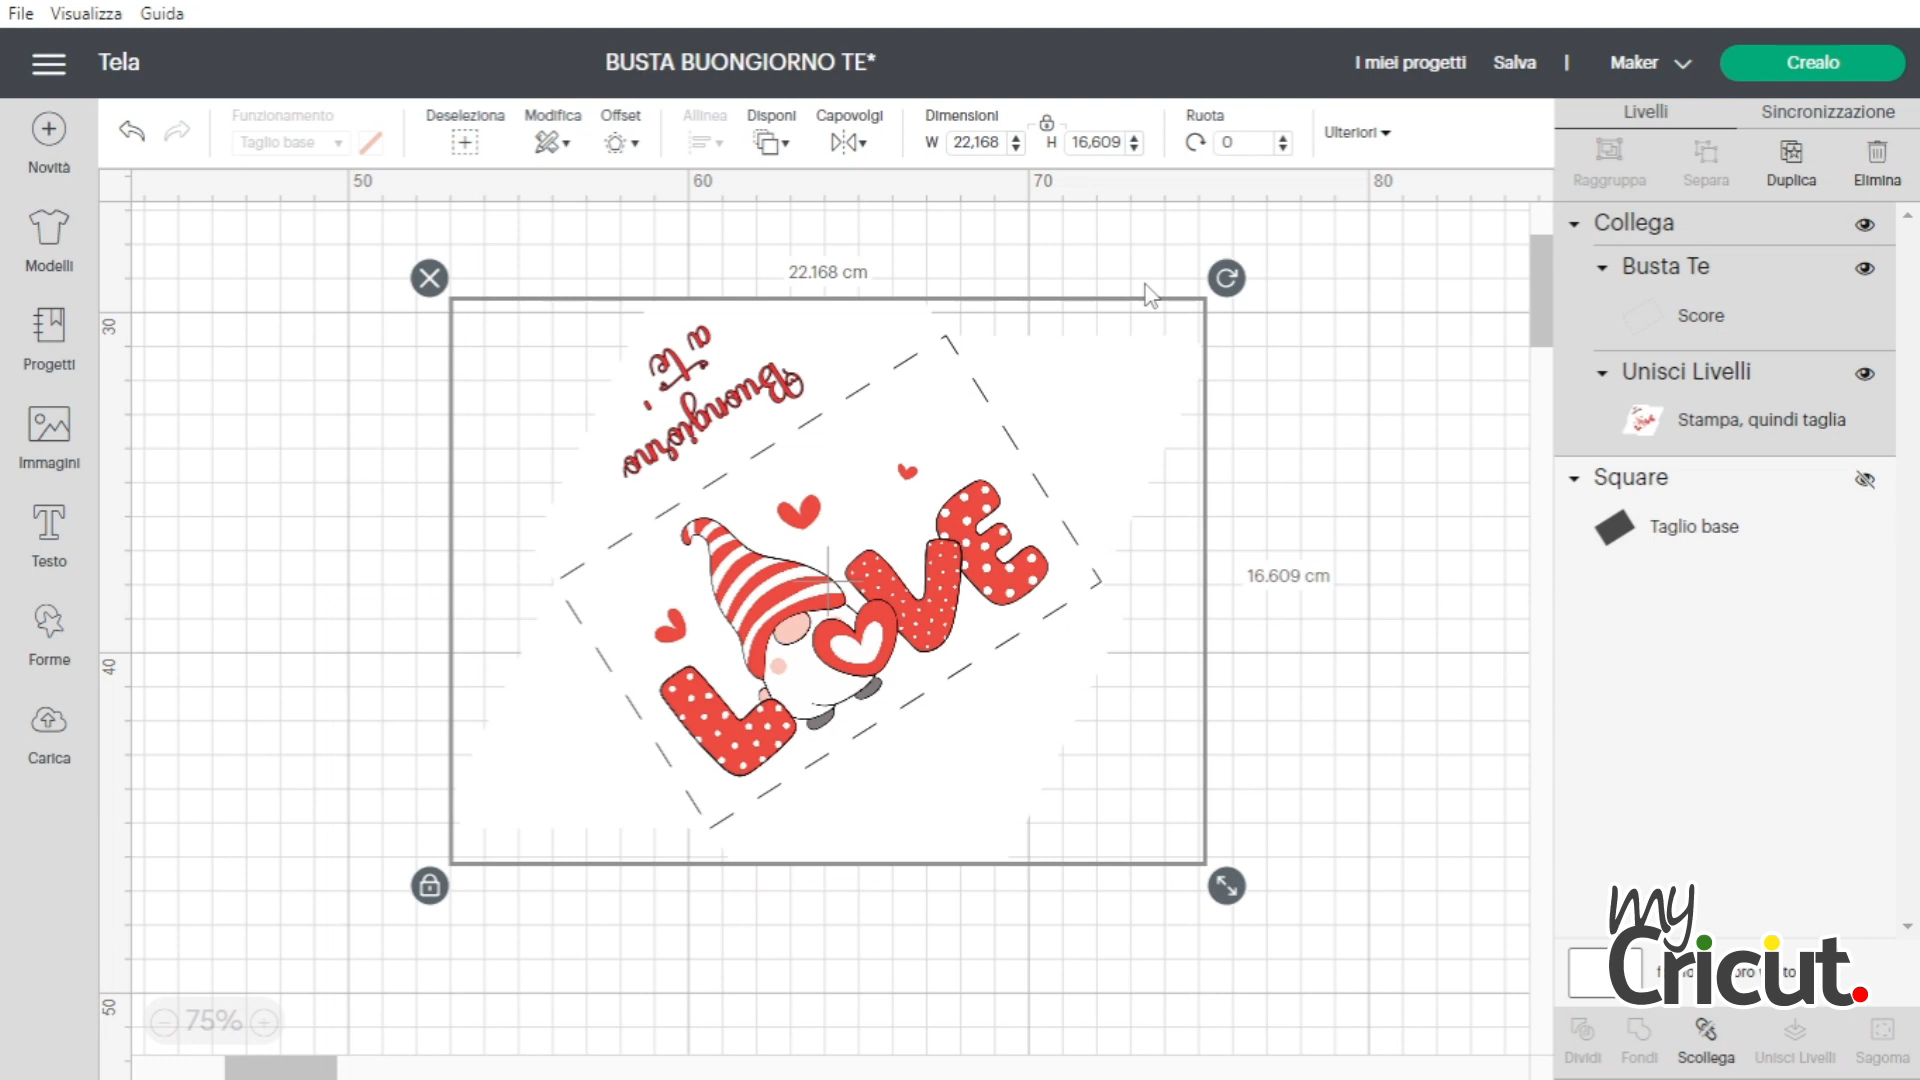 File Visualizza Guida
Tela
BUSTA BUONGIORNO TE*
I miei progetti Salva | Maker
Crealo
Funzionamento
Taglio base
Deseleziona Modifica Offset
Allinea Disponi Capovolgi
Dimensioni
W 22,168 H 16,609
Ruota
0
Ulteriori
Livelli Sincronizzazione
Raggruppa Separa Duplica Elimina
Novità
Modelli
Progetti
Immagini
Testo
Forme
Carica
50 60 70 80
30
40
50
22.168 cm
16.609 cm
Buongiorno
a te
LOVE
75%
Collega
Busta Te
Score
Unisci Livelli
Stampa, quindi taglia
Square
Taglio base
my
Cricut.
Dividi Fondi Scollega Unisci Livelli Sagoma